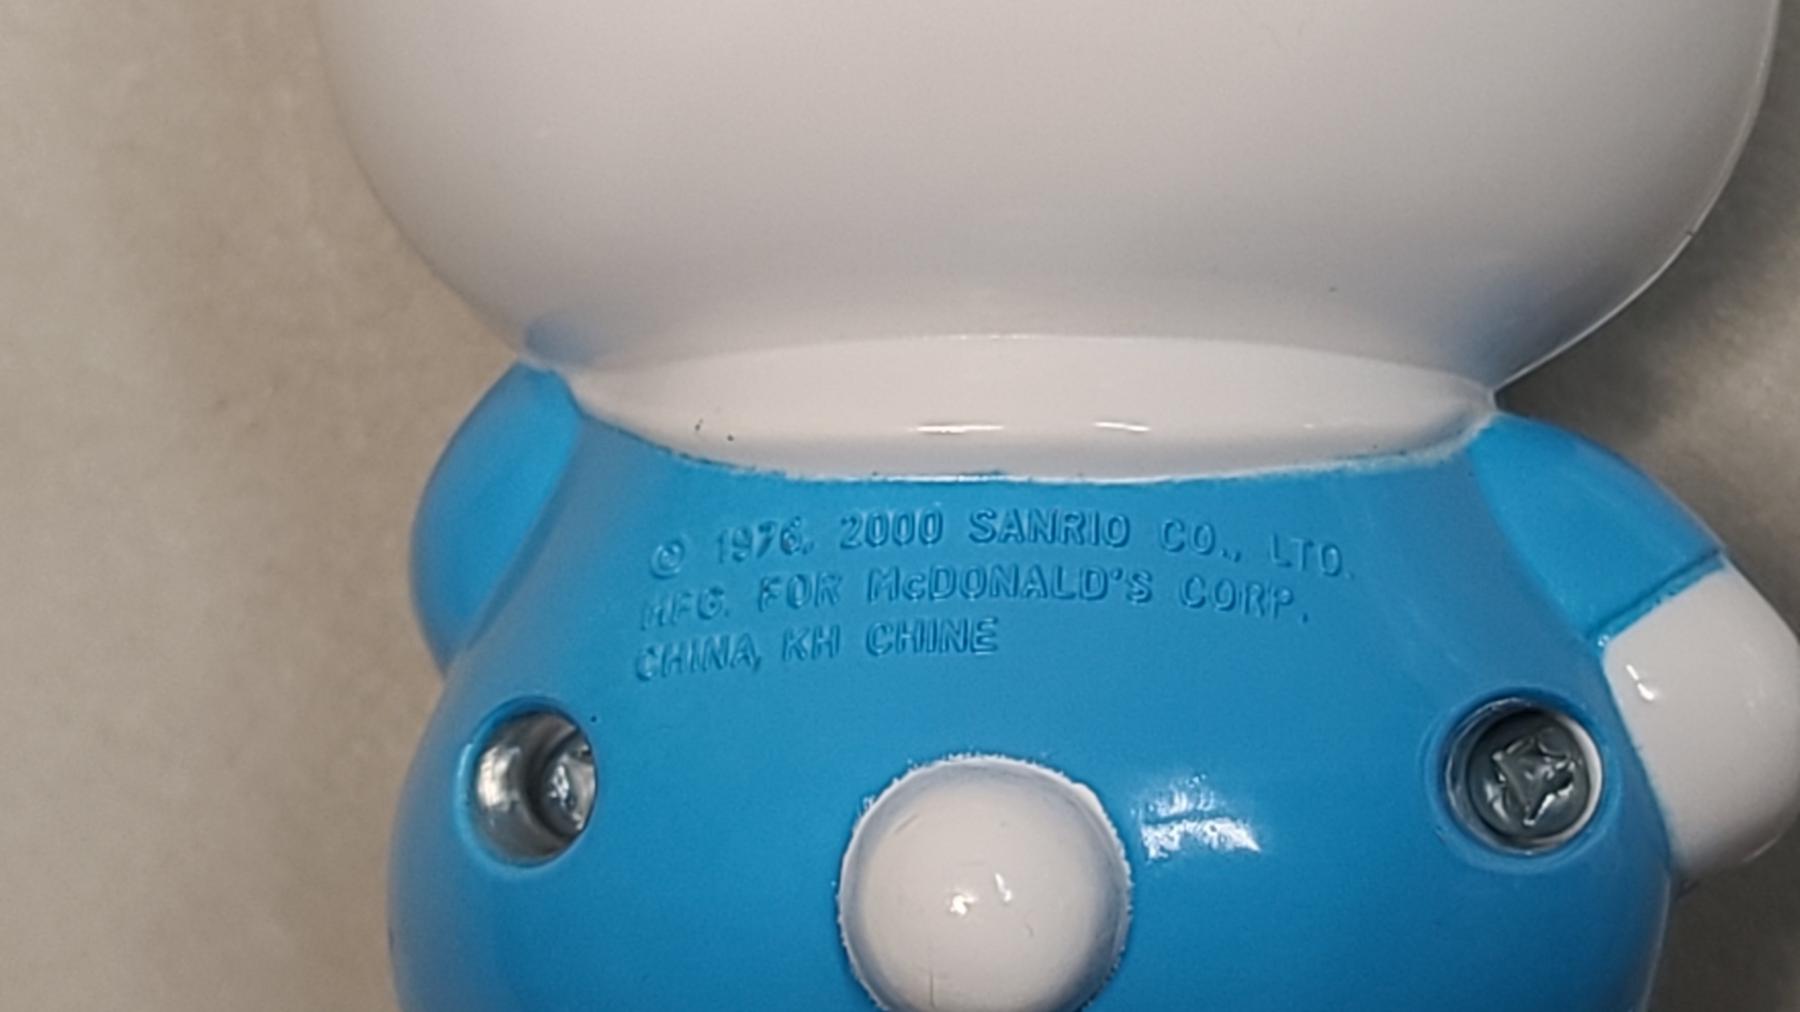 © 1976, 2000 SANRIO CO., LTD.
MFG. FOR McDONALD'S CORP.
CHINA, KH CHINE